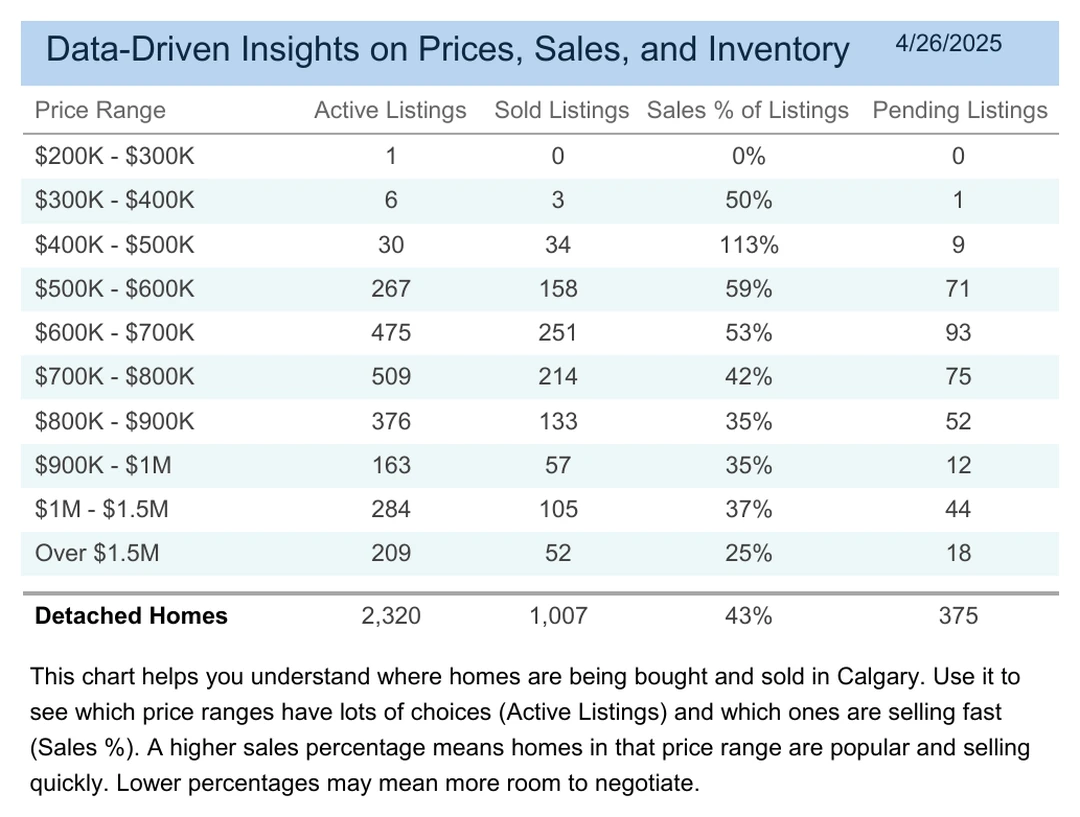 Data-Driven Insights on Prices, Sales, and Inventory 4/26/2025
Price Range Active Listings Sold Listings Sales % of Listings Pending Listings
$200K - $300K 1 0 0% 0
$300K - $400K 6 3 50% 1
$400K - $500K 30 34 113% 9
$500K - $600K 267 158 59% 71
$600K - $700K 475 251 53% 93
$700K - $800K 509 214 42% 75
$800K - $900K 376 133 35% 52
$900K - $1M 163 57 35% 12
$1M - $1.5M 284 105 37% 44
Over $1.5M 209 52 25% 18
Detached Homes 2,320 1,007 43% 375
This chart helps you understand where homes are being bought and sold in Calgary. Use it to
see which price ranges have lots of choices (Active Listings) and which ones are selling fast
(Sales %). A higher sales percentage means homes in that price range are popular and selling
quickly. Lower percentages may mean more room to negotiate.